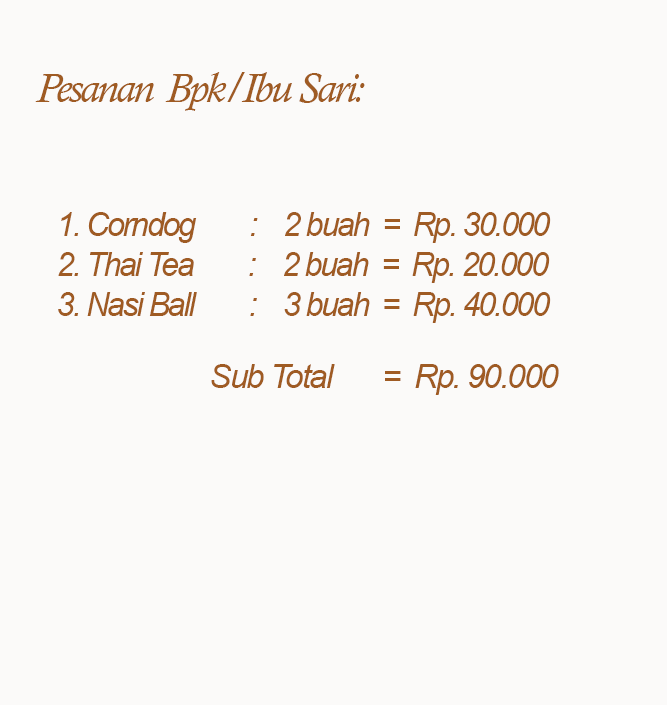 Pesanan Bpk/Ibu Sari:
1. Corndog : 2 buah = Rp. 30.000
2. Thai Tea : 2 buah = Rp. 20.000
3. Nasi Ball : 3 buah = Rp. 40.000
Sub Total = Rp. 90.000